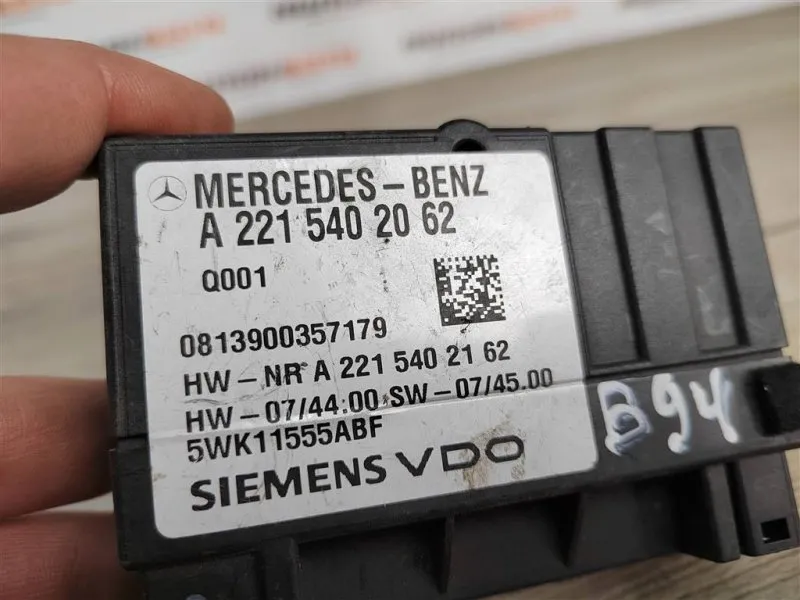 MERCEDES-BENZ
A 221 540 20 62
Q001
0813900357179
HW-NR A 221 540 21 62
HW-07/44.00 SW-07/45.00
5WK11555ABF
SIEMENS VDO
B94